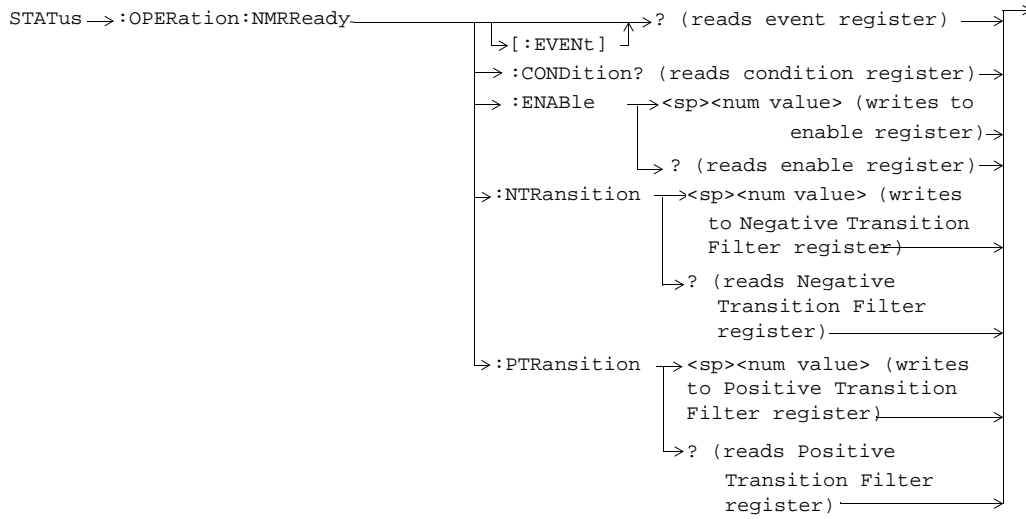 STATus :OPERation:NMRReady ? (reads event register)
[:EVENt]
:CONDition? (reads condition register)
:ENABle <sp><num value> (writes to
enable register)
? (reads enable register)
:NTRansition <sp><num value> (writes
to Negative Transition
Filter register)
? (reads Negative
Transition Filter
register)
:PTRansition <sp><num value> (writes
to Positive Transition
Filter register)
? (reads Positive
Transition Filter
register)